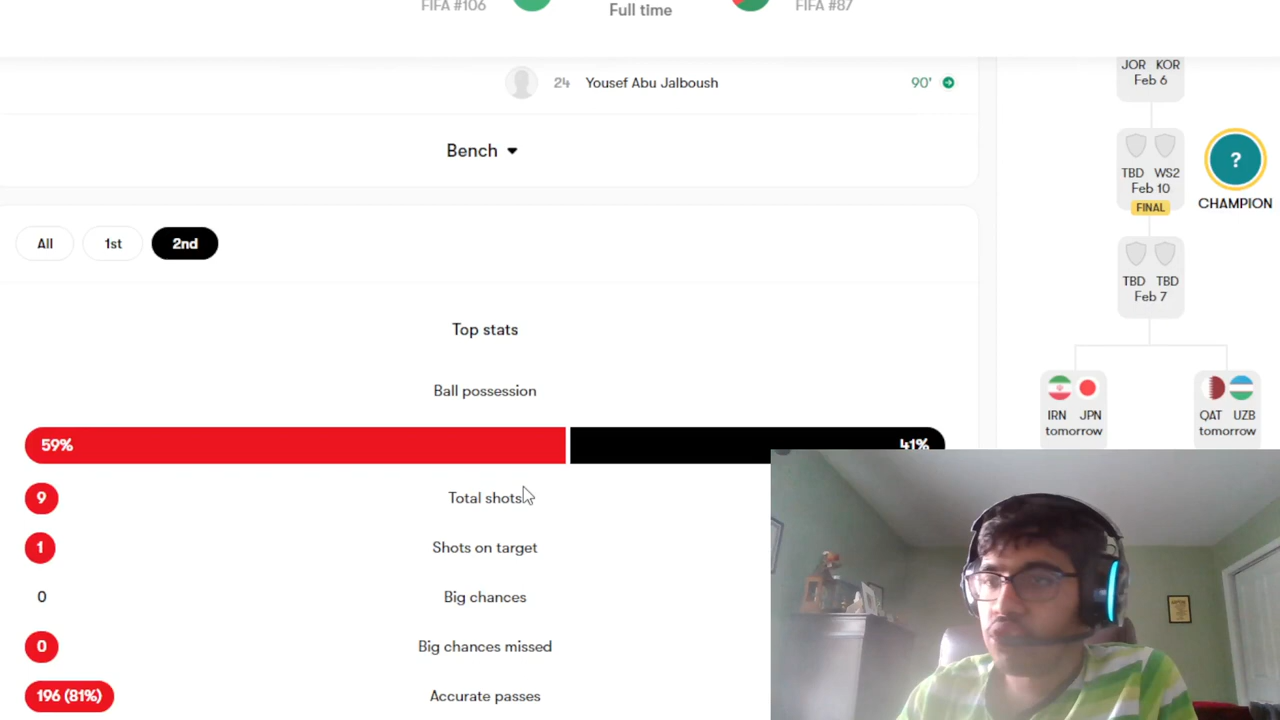 FIFA #106
Full time
FIFA #87
24 Yousef Abu Jalboush 90'
Bench
All 1st 2nd
Top stats
Ball possession
59% 41%
9 Total shots
1 Shots on target
0 Big chances
0 Big chances missed
196 (81%) Accurate passes
JOR KOR
Feb 6
TBD WS2
Feb 10
FINAL
?
CHAMPION
TBD TBD
Feb 7
IRN JPN
tomorrow
QAT UZB
tomorrow